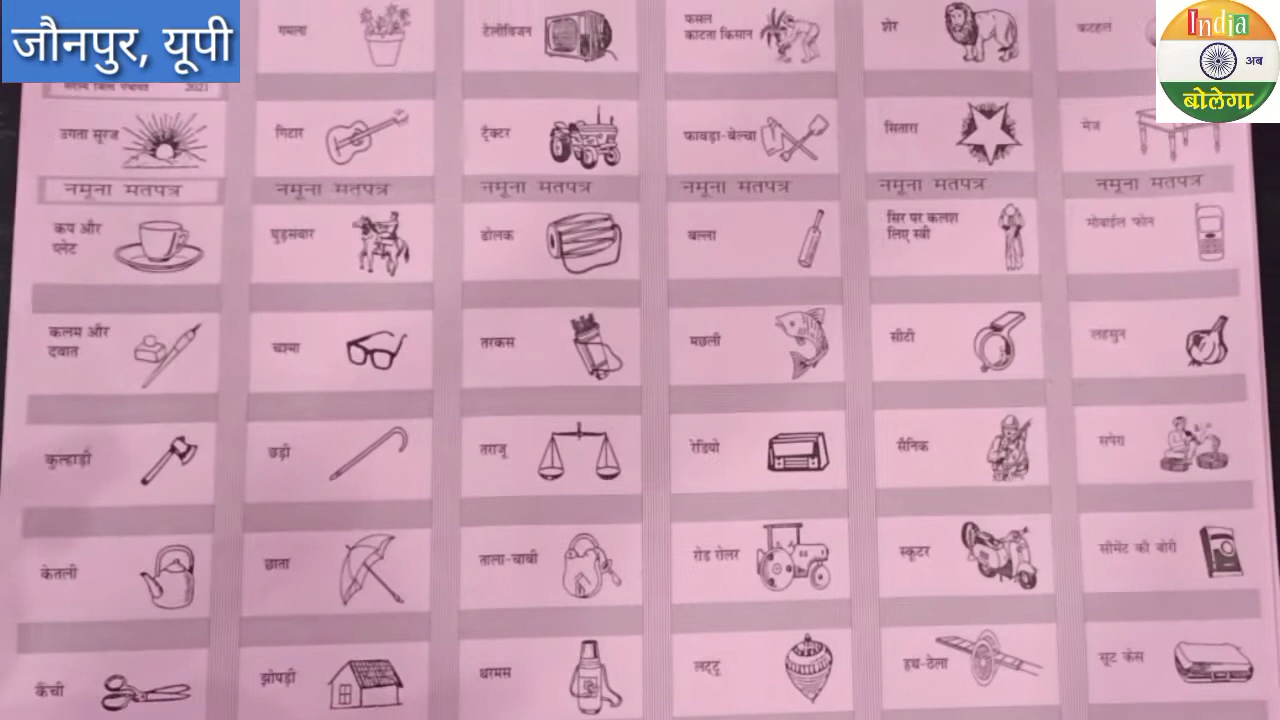 जौनपुर, यूपी
India
अब
बोलेगा
गमला
टेलीविजन
फसल
काटता किसान
शेर
कटहल
सदस्य जिला पंचायत 2021
उगता सूरज
गिटार
ट्रैक्टर
फावड़ा-बेल्चा
सितारा
मेज
नमूना मतपत्र
नमूना मतपत्र
नमूना मतपत्र
नमूना मतपत्र
नमूना मतपत्र
नमूना मतपत्र
कप और
प्लेट
घुड़सवार
ढोलक
बल्ला
सिर पर कलश
लिए स्त्री
मोबाईल फोन
कलम और
दवात
चश्मा
तरकस
मछली
सीटी
लहसुन
कुल्हाड़ी
छड़ी
तराजू
रेडियो
सैनिक
सपेरा
केतली
छाता
ताला-चाबी
रोड रोलर
स्कूटर
सीमेंट की बोरी
कैंची
झोपड़ी
थरमस
लट्टू
हथ-ठेला
सूट केस